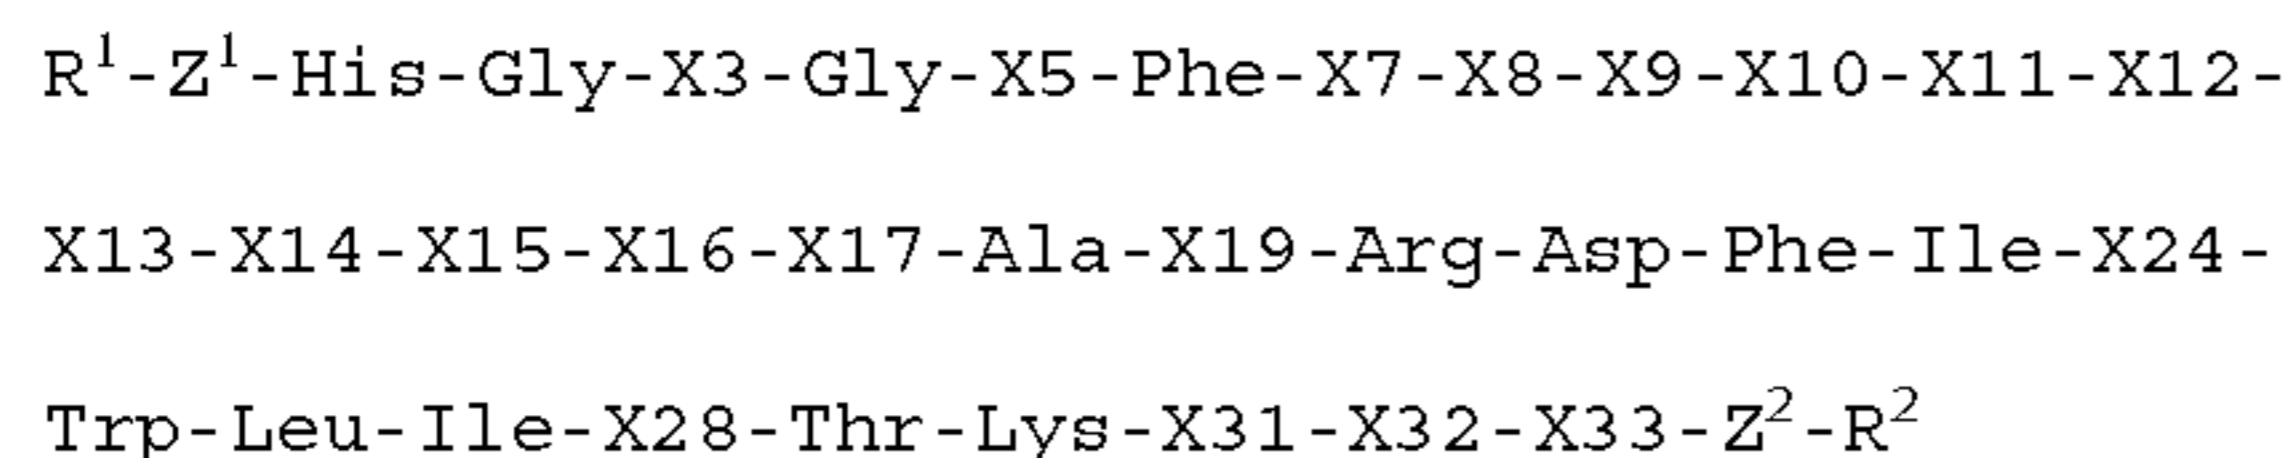 R¹-Z¹-His-Gly-X3-Gly-X5-Phe-X7-X8-X9-X10-X11-X12-
X13-X14-X15-X16-X17-Ala-X19-Arg-Asp-Phe-Ile-X24-
Trp-Leu-Ile-X28-Thr-Lys-X31-X32-X33-Z²-R²